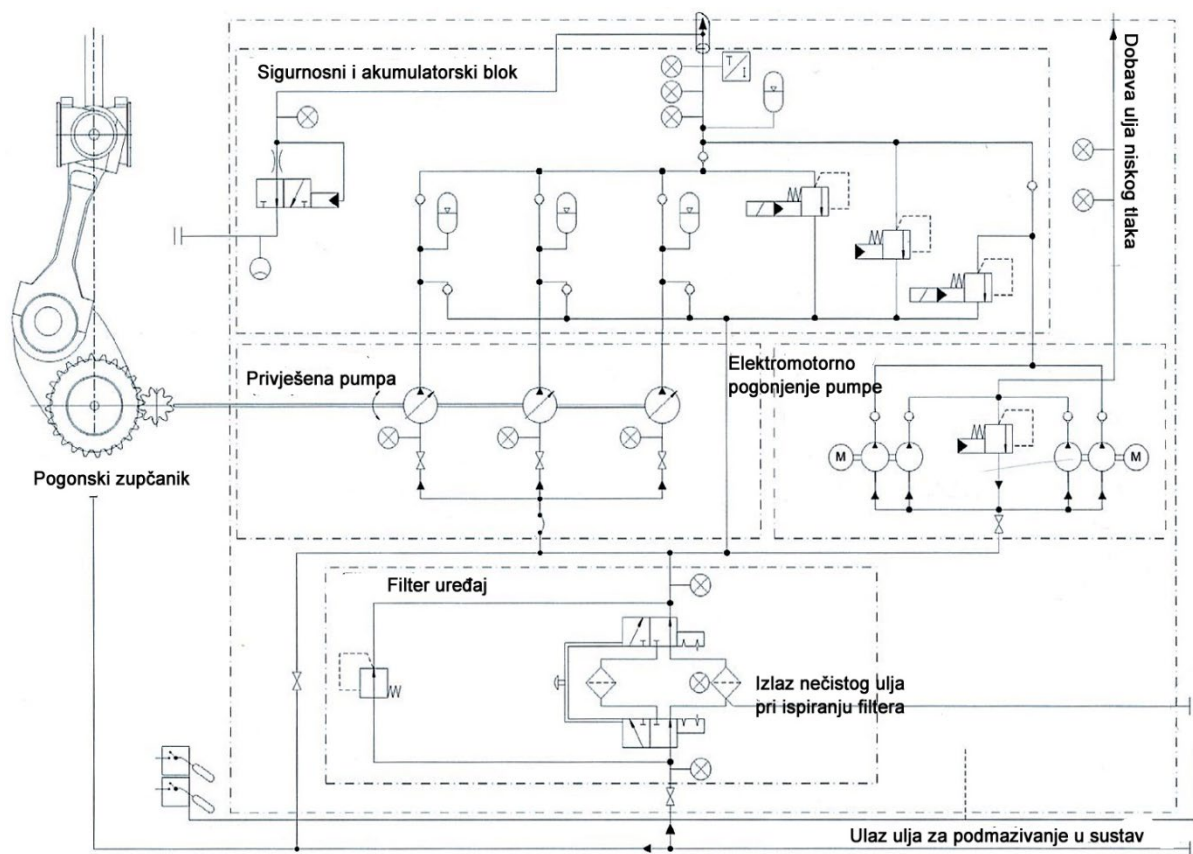 Sigurnosni i akumulatorski blok
T
I
Dobava ulja niskog tlaka
Privješena pumpa
Elektromotorno
pogonjenje pumpe
M
M
Pogonski zupčanik
Filter uređaj
Izlaz nečistog ulja
pri ispiranju filtera
Ulaz ulja za podmazivanje u sustav